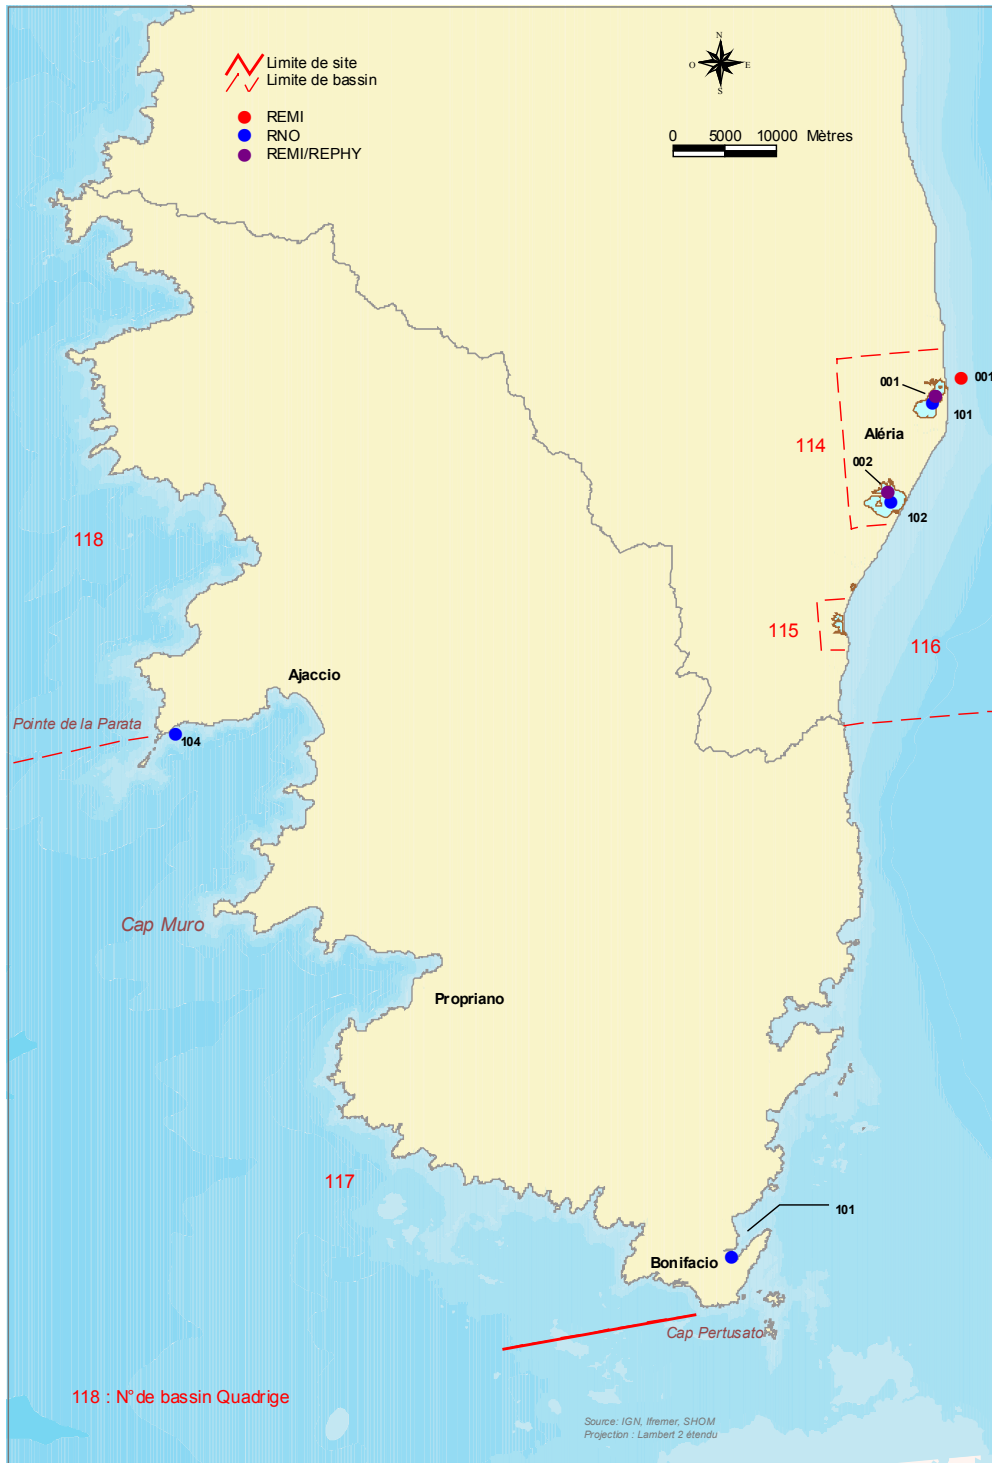 N
O
E
S
Limite de site
Limite de bassin
REMI
RNO
REMI/REPHY
0 5000 10000 Mètres
001
001
101
Aléria
114
002
102
118
115
116
Ajaccio
Pointe de la Parata
104
Cap Muro
Propriano
117
101
Bonifacio
Cap Pertusato
118 : N° de bassin Quadrige
Source: IGN, Ifremer, SHOM
Projection : Lambert 2 étendu